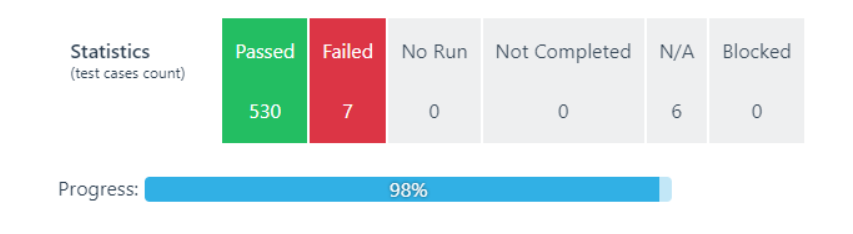 Statistics
(test cases count)
Passed Failed No Run Not Completed N/A Blocked
530 7 0 0 6 0
Progress: 98%